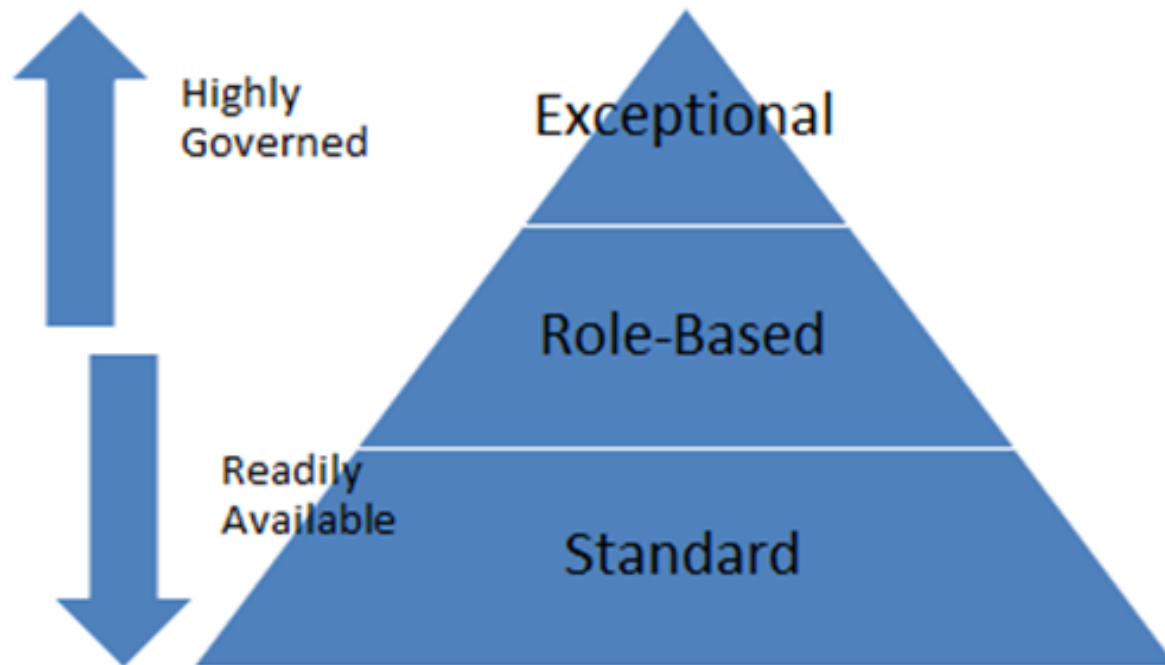 Highly
Governed
Exceptional
Role-Based
Readily
Available
Standard